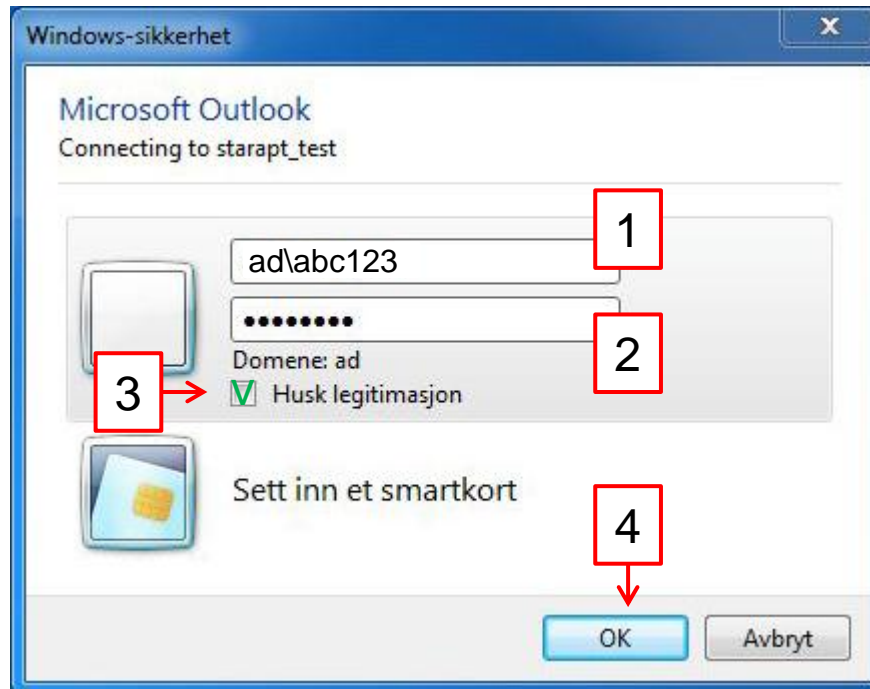 Windows-sikkerhet
x
Microsoft Outlook
Connecting to starapt_test
1
ad\abc123
••••••••
2
Domene: ad
3
V Husk legitimasjon
Sett inn et smartkort
4
OK Avbryt